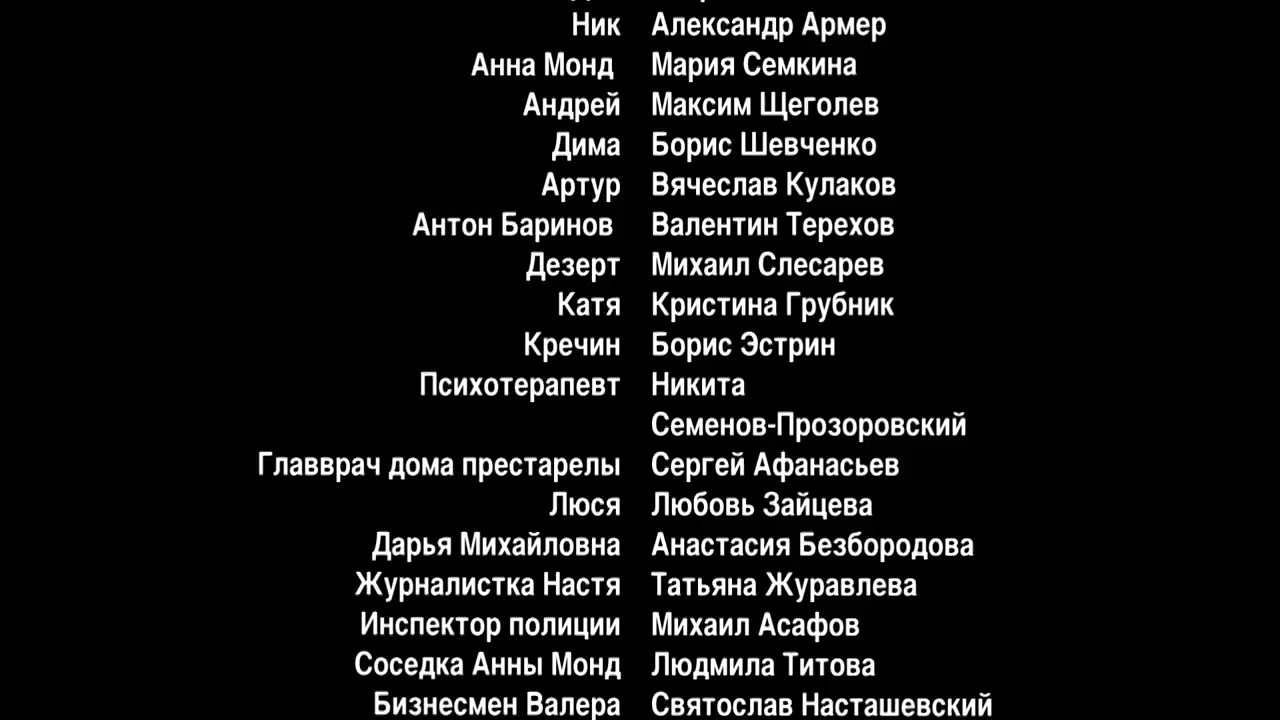 Ник Александр Армер
Анна Монд Мария Семкина
Андрей Максим Щеголев
Дима Борис Шевченко
Артур Вячеслав Кулаков
Антон Баринов Валентин Терехов
Дезерт Михаил Слесарев
Катя Кристина Грубник
Кречин Борис Эстрин
Психотерапевт Никита
Семенов-Прозоровский
Главврач дома престарелы Сергей Афанасьев
Люся Любовь Зайцева
Дарья Михайловна Анастасия Безбородова
Журналистка Настя Татьяна Журавлева
Инспектор полиции Михаил Асафов
Соседка Анны Монд Людмила Титова
Бизнесмен Валера Святослав Насташевский